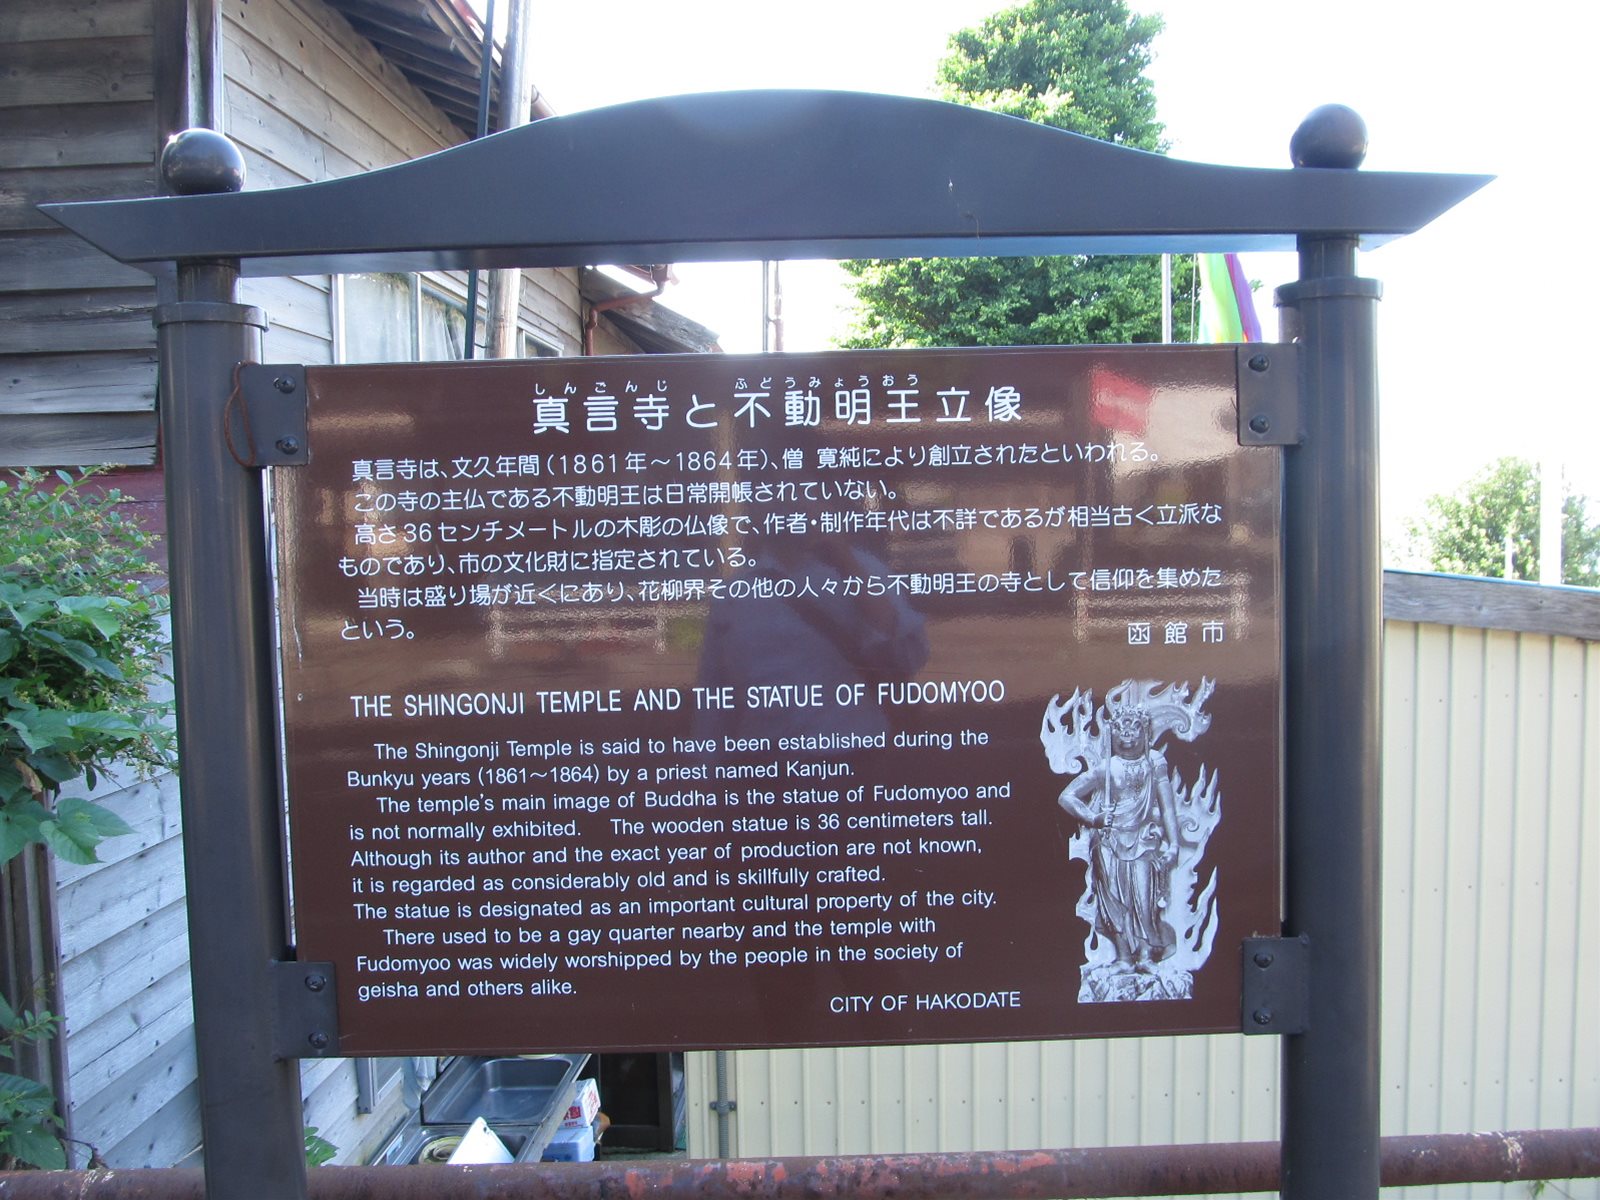 しんごんじ ふどうみょうおう
真言寺と不動明王立像
真言寺は、文久年間(1861年〜1864年)、僧 寛純により創立されたといわれる。
この寺の主仏である不動明王は日常開帳されていない。
高さ36センチメートルの木彫の仏像で、作者・制作年代は不詳であるが相当古く立派な
ものであり、市の文化財に指定されている。
当時は盛り場が近くにあり、花柳界その他の人々から不動明王の寺として信仰を集めた
という。
函館市
THE SHINGONJI TEMPLE AND THE STATUE OF FUDOMYOO
The Shingonji Temple is said to have been established during the
Bunkyu years (1861〜1864) by a priest named Kanjun.
The temple's main image of Buddha is the statue of Fudomyoo and
is not normally exhibited. The wooden statue is 36 centimeters tall.
Although its author and the exact year of production are not known,
it is regarded as considerably old and is skillfully crafted.
The statue is designated as an important cultural property of the city.
There used to be a gay quarter nearby and the temple with
Fudomyoo was widely worshipped by the people in the society of
geisha and others alike.
CITY OF HAKODATE